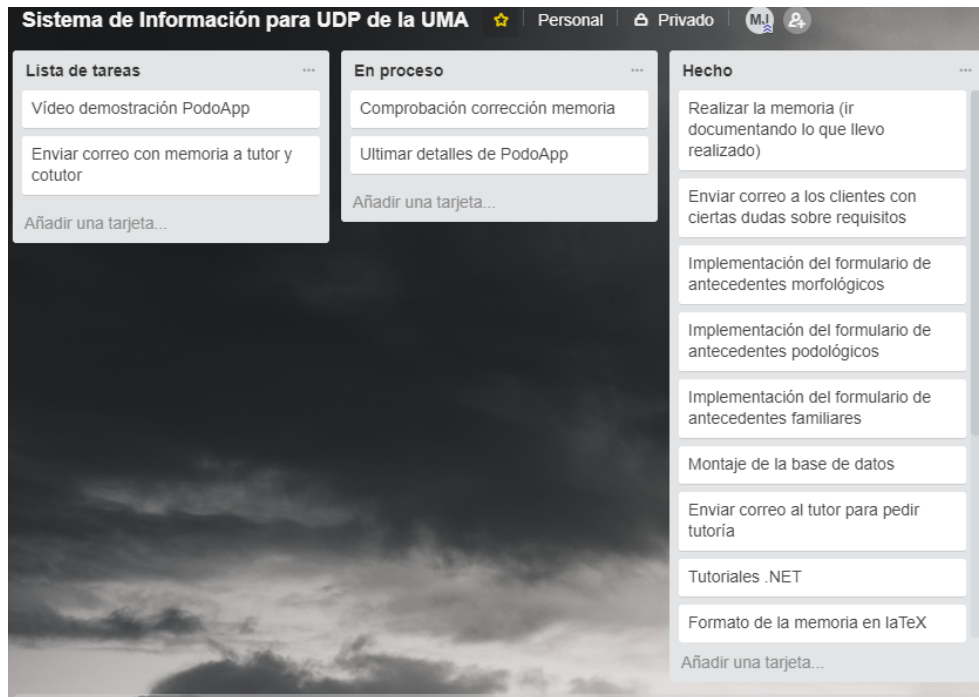 Sistema de Información para UDP de la UMA Personal Privado MJ
Lista de tareas
Vídeo demostración PodoApp
Enviar correo con memoria a tutor y
cotutor
Añadir una tarjeta...
En proceso
Comprobación corrección memoria
Ultimar detalles de PodoApp
Añadir una tarjeta...
Hecho
Realizar la memoria (ir
documentando lo que llevo
realizado)
Enviar correo a los clientes con
ciertas dudas sobre requisitos
Implementación del formulario de
antecedentes morfológicos
Implementación del formulario de
antecedentes podológicos
Implementación del formulario de
antecedentes familiares
Montaje de la base de datos
Enviar correo al tutor para pedir
tutoría
Tutoriales .NET
Formato de la memoria en laTeX
Añadir una tarjeta...